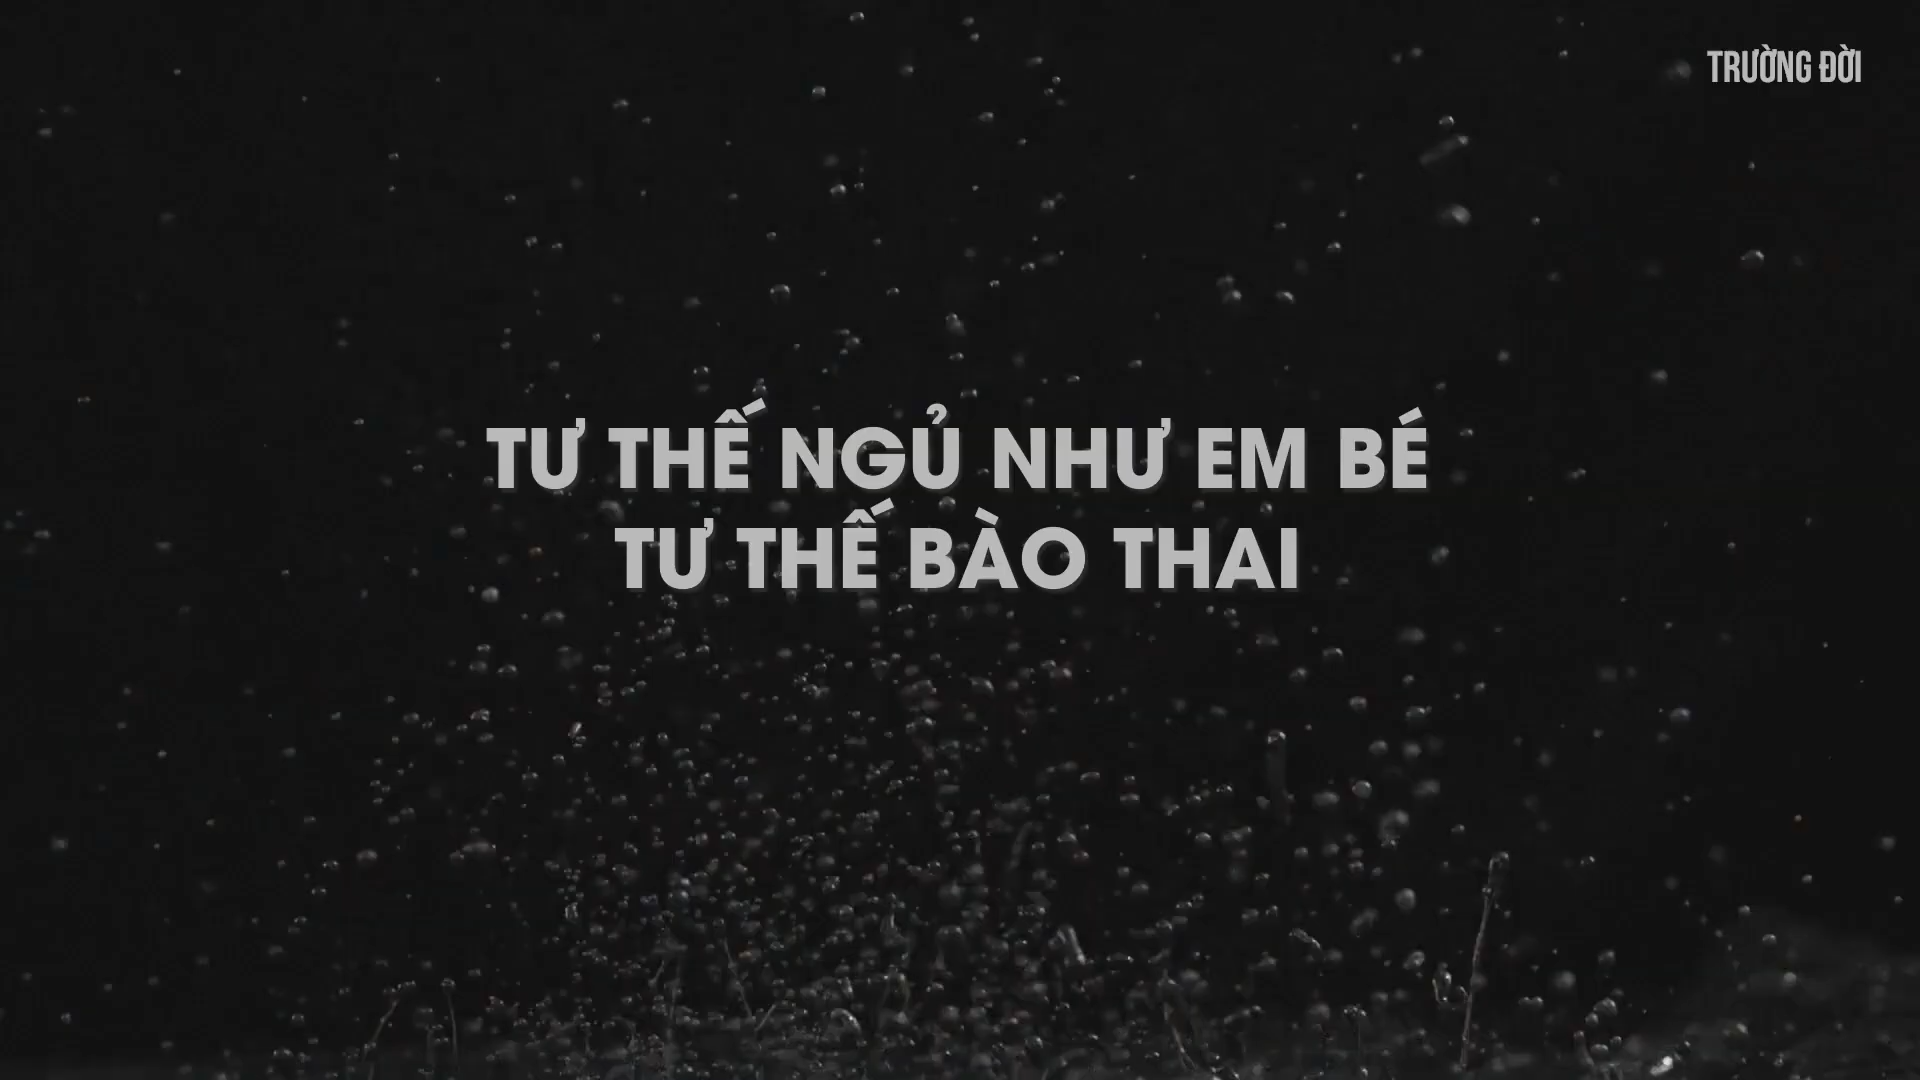 TRƯỜNG ĐỜI
TƯ THẾ NGỦ NHƯ EM BÉ
TƯ THẾ BÀO THAI